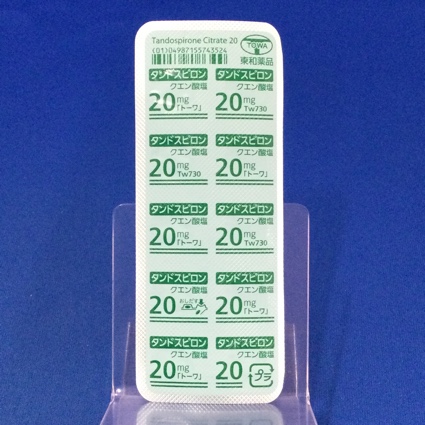 Tandospirone Citrate 20
(01)04987155743524
TOWA
東和薬品
タンドスピロン タンドスピロン
クエン酸塩 クエン酸塩
20mg「トーワ」 20mg「トーワ」
タンドスピロン タンドスピロン
クエン酸塩 クエン酸塩
20mg Tw730 20mg Tw730
タンドスピロン タンドスピロン
クエン酸塩 クエン酸塩
20mg「トーワ」 20mg Tw730
タンドスピロン タンドスピロン
クエン酸塩 クエン酸塩
20 おしだす 20mg「トーワ」
タンドスピロン タンドスピロン
クエン酸塩 クエン酸塩
20mg「トーワ」 20 プラ